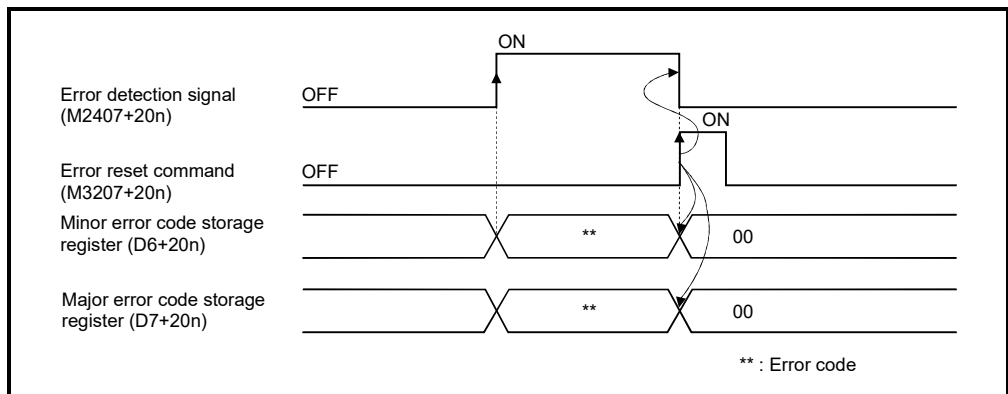 ON
Error detection signal
(M2407+20n)
OFF
ON
Error reset command
(M3207+20n)
OFF
Minor error code storage
register (D6+20n)
**
00
Major error code storage
register (D7+20n)
**
00
** : Error code